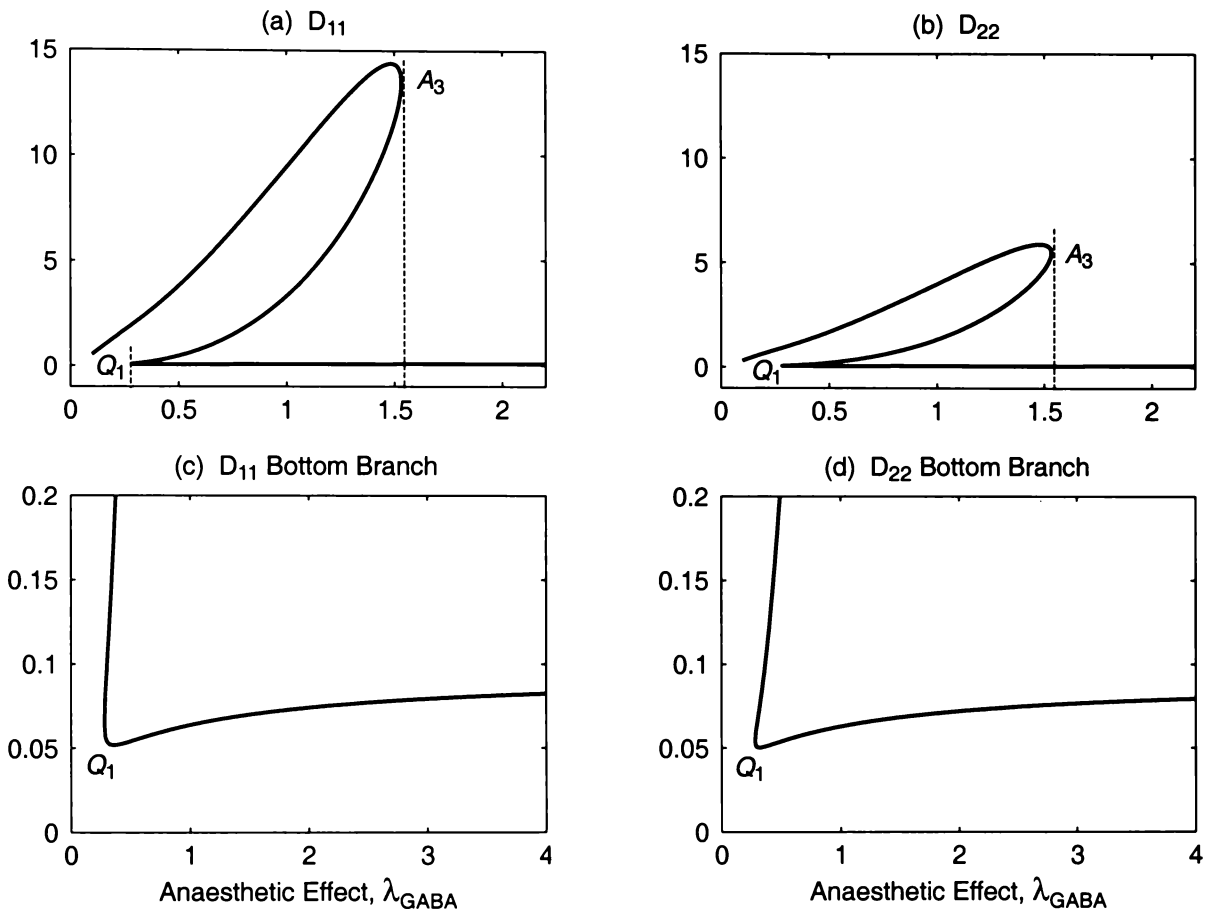 (a) D₁₁
15
10
5
0
A₃
Q₁
0 0.5 1 1.5 2
(b) D₂₂
15
10
5
0
A₃
Q₁
0 0.5 1 1.5 2
(c) D₁₁ Bottom Branch
0.2
0.15
0.1
0.05
0
Q₁
0 1 2 3 4
Anaesthetic Effect, λGABA
(d) D₂₂ Bottom Branch
0.2
0.15
0.1
0.05
0
Q₁
0 1 2 3 4
Anaesthetic Effect, λGABA